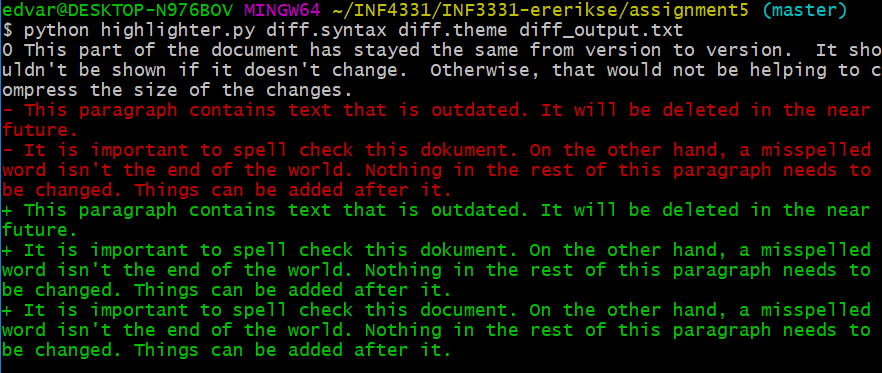 edvar@DESKTOP-N976BOV MINGW64 ~/INF4331/INF3331-ererikse/assignment5 (master)
$ python highlighter.py diff.syntax diff.theme diff_output.txt
0 This part of the document has stayed the same from version to version.  It sho
uldn't be shown if it doesn't change.  Otherwise, that would not be helping to c
ompress the size of the changes.
- This paragraph contains text that is outdated. It will be deleted in the near
future.
- It is important to spell check this dokument. On the other hand, a misspelled
word isn't the end of the world. Nothing in the rest of this paragraph needs to
be changed. Things can be added after it.
+ This paragraph contains text that is outdated. It will be deleted in the near
future.
+ It is important to spell check this dokument. On the other hand, a misspelled
word isn't the end of the world. Nothing in the rest of this paragraph needs to
be changed. Things can be added after it.
+ It is important to spell check this document. On the other hand, a misspelled
word isn't the end of the world. Nothing in the rest of this paragraph needs to
be changed. Things can be added after it.